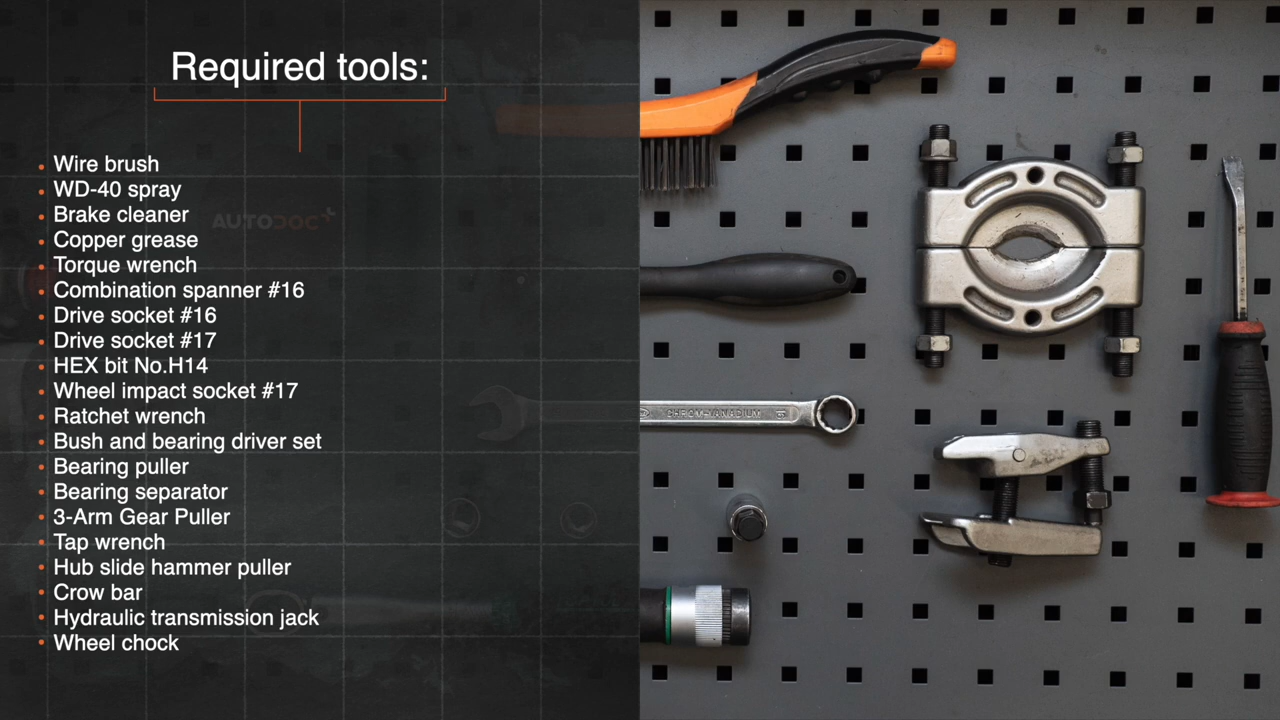 Required tools:
Wire brush
WD-40 spray
AUTODOC
Brake cleaner
Copper grease
Torque wrench
Combination spanner #16
Drive socket #16
Drive socket #17
HEX bit No.H14
Wheel impact socket #17
Ratchet wrench
Bush and bearing driver set
Bearing puller
Bearing separator
3-Arm Gear Puller
Tap wrench
Hub slide hammer puller
Crow bar
Hydraulic transmission jack
Wheel chock
CHROM-VANADIUM